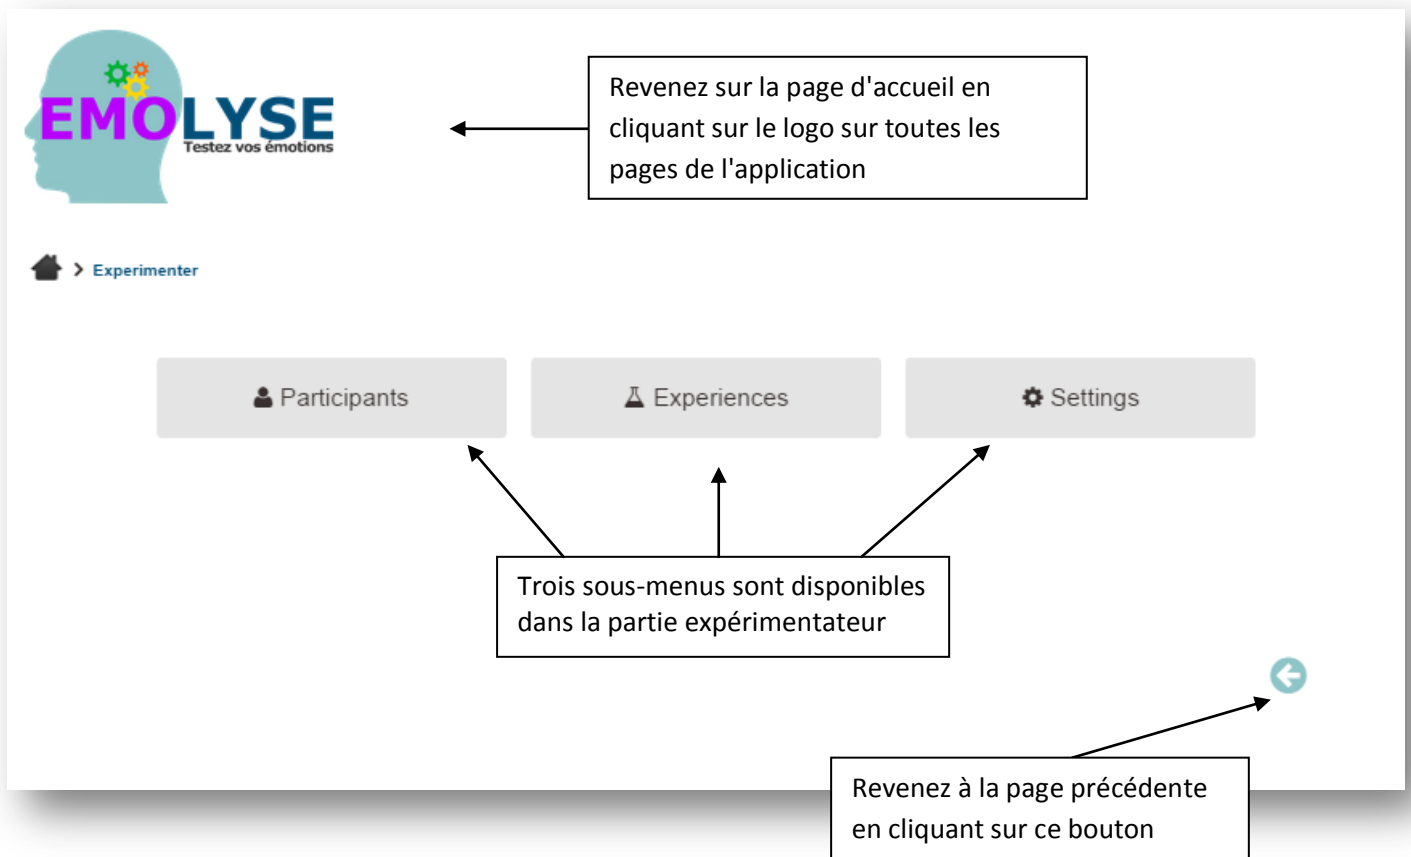 EMOLYSE
Testez vos émotions
Revenez sur la page d'accueil en
cliquant sur le logo sur toutes les
pages de l'application
> Experimenter
Participants
Experiences
Settings
Trois sous-menus sont disponibles
dans la partie expérimentateur
Revenez à la page précédente
en cliquant sur ce bouton